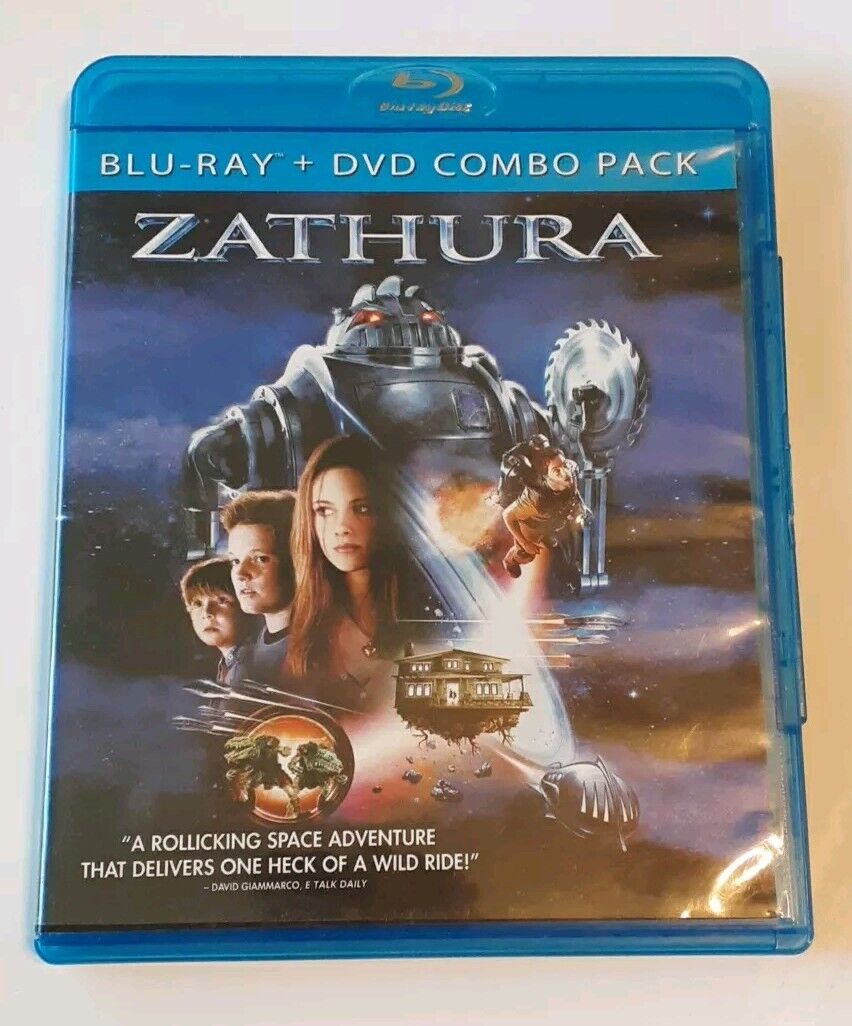 Blu-ray Disc
BLU-RAY™ + DVD COMBO PACK
ZATHURA
"A ROLLICKING SPACE ADVENTURE
THAT DELIVERS ONE HECK OF A WILD RIDE!"
– DAVID GIAMMARCO, E TALK DAILY